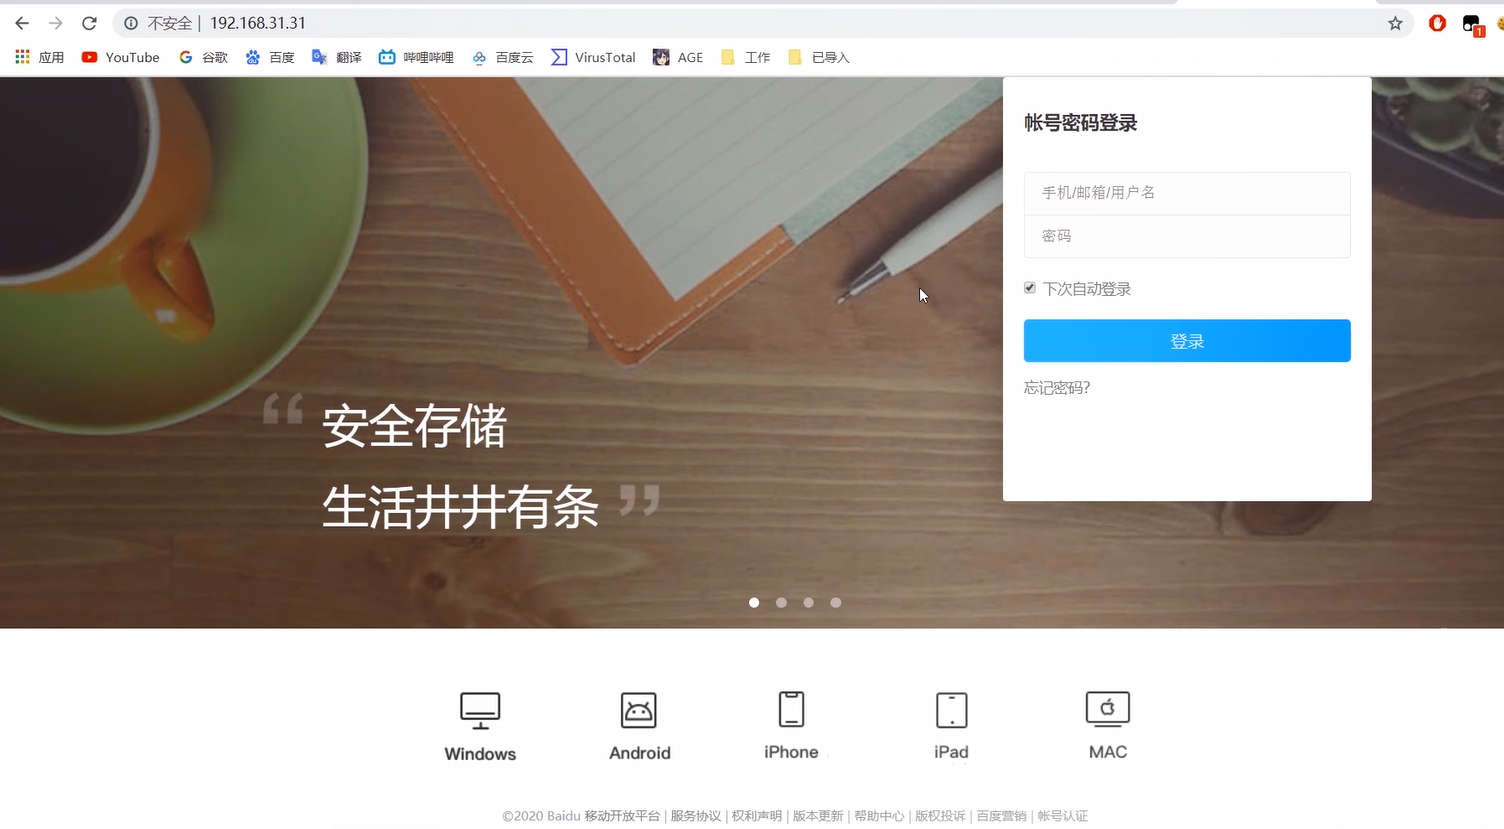 不安全 | 192.168.31.31
应用 YouTube 谷歌 百度 翻译 哔哩哔哩 百度云 VirusTotal AGE 工作 已导入
1
帐号密码登录
手机/邮箱/用户名
密码
下次自动登录
登录
忘记密码?
“ 安全存储
生活井井有条 ”
Windows Android iPhone iPad MAC
©2020 Baidu 移动开放平台 | 服务协议 | 权利声明 | 版本更新 | 帮助中心 | 版权投诉 | 百度营销 | 帐号认证